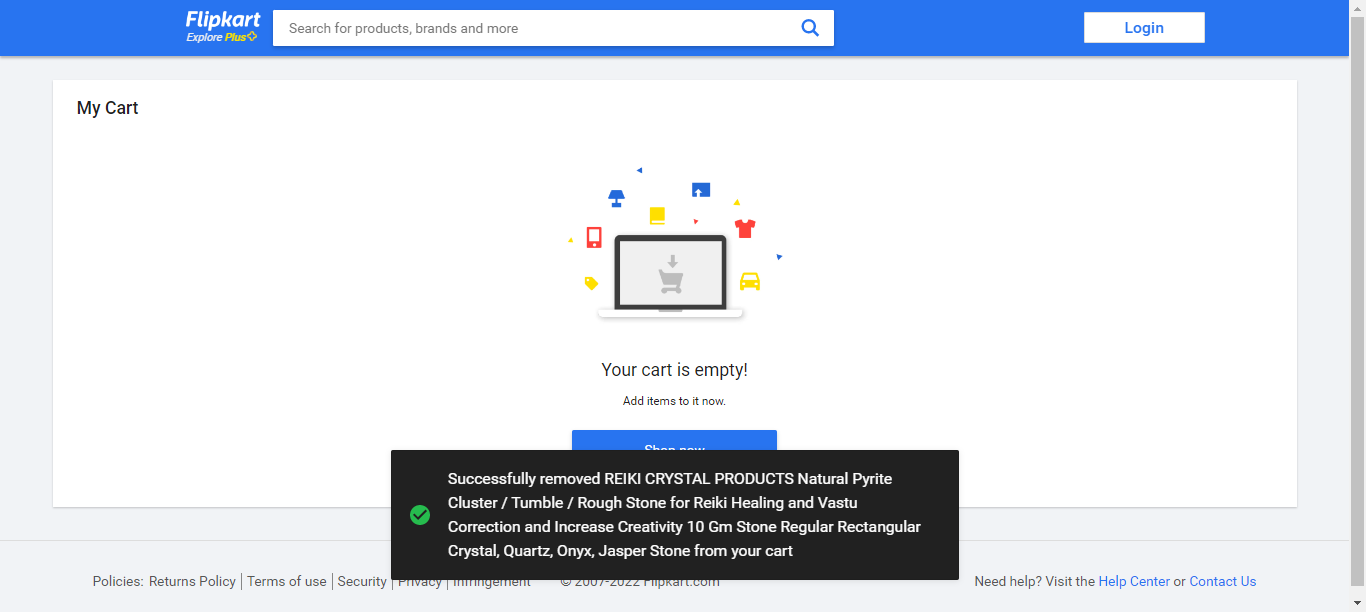 Flipkart
Explore Plus
Search for products, brands and more
Login
My Cart
Your cart is empty!
Add items to it now.
Shop now
Successfully removed REIKI CRYSTAL PRODUCTS Natural Pyrite
Cluster / Tumble / Rough Stone for Reiki Healing and Vastu
Correction and Increase Creativity 10 Gm Stone Regular Rectangular
Crystal, Quartz, Onyx, Jasper Stone from your cart
Policies: Returns Policy | Terms of use | Security | Privacy | Infringement © 2007-2022 Flipkart.com Need help? Visit the Help Center or Contact Us